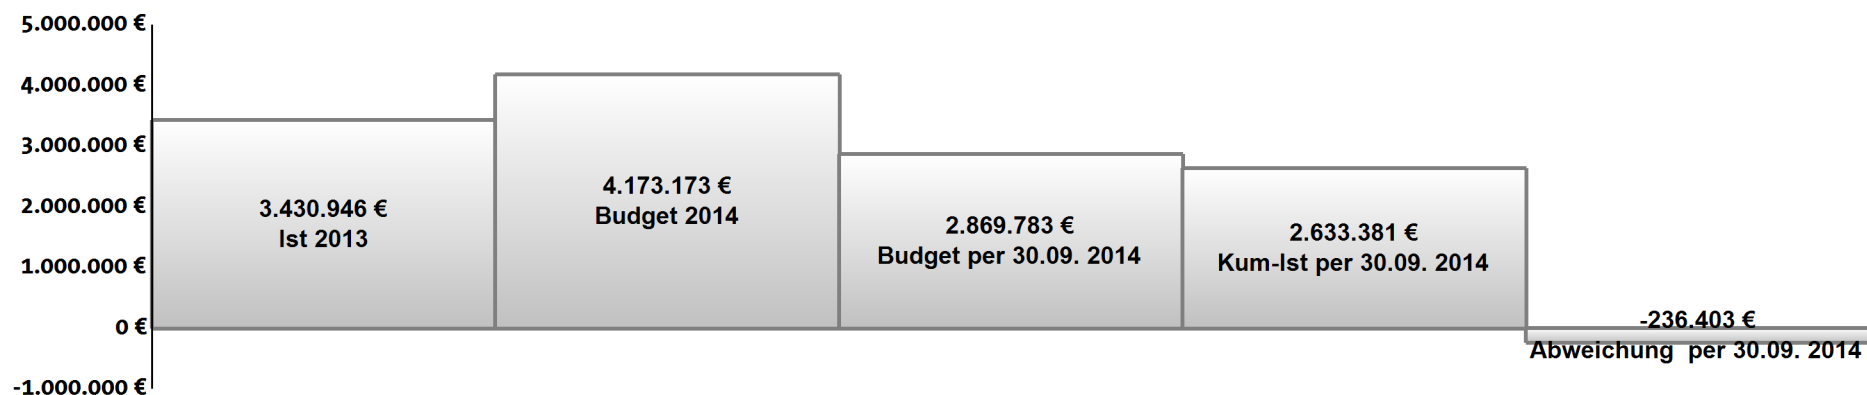 5.000.000 €
4.000.000 €
3.000.000 €
2.000.000 €
1.000.000 €
0 €
-1.000.000 €
3.430.946 €
Ist 2013
4.173.173 €
Budget 2014
2.869.783 €
Budget per 30.09. 2014
2.633.381 €
Kum-Ist per 30.09. 2014
-236.403 €
Abweichung  per 30.09. 2014